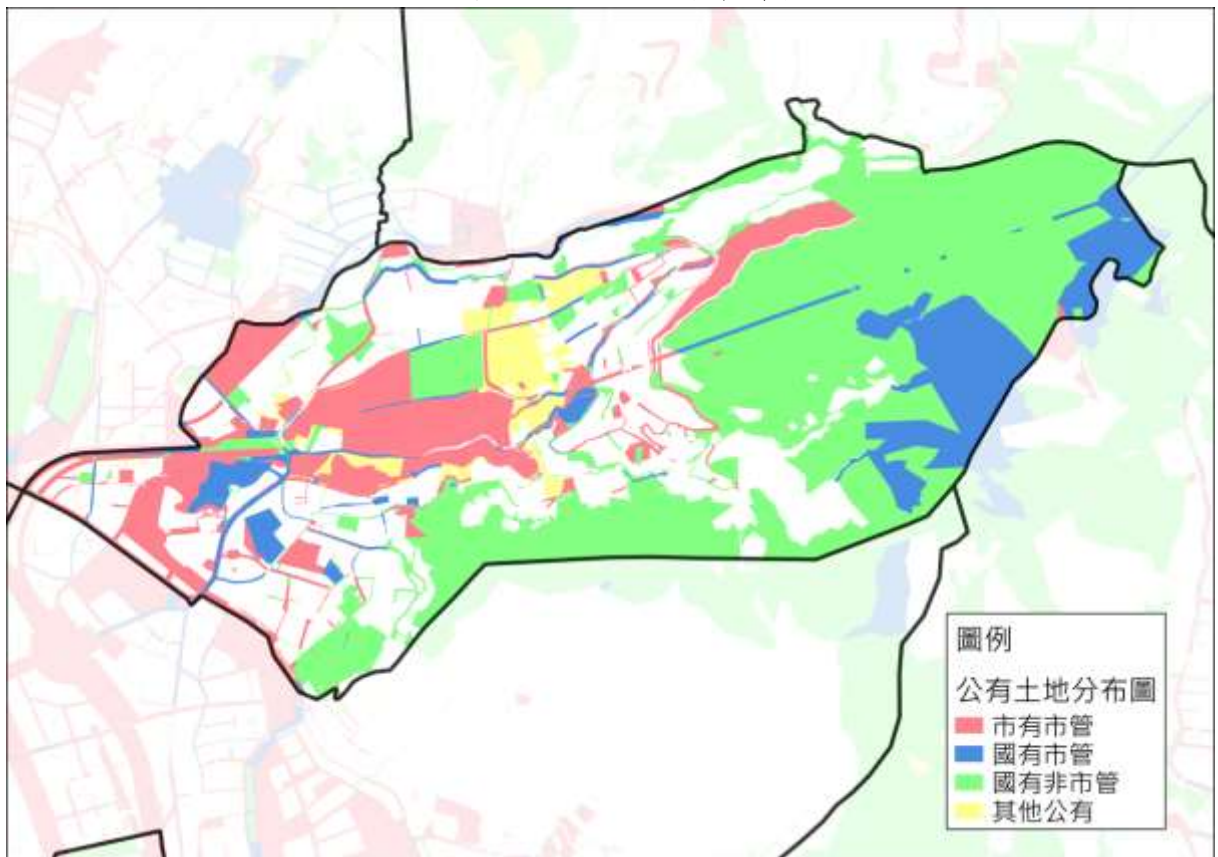 圖例
公有土地分布圖
市有市管
國有市管
國有非市管
其他公有